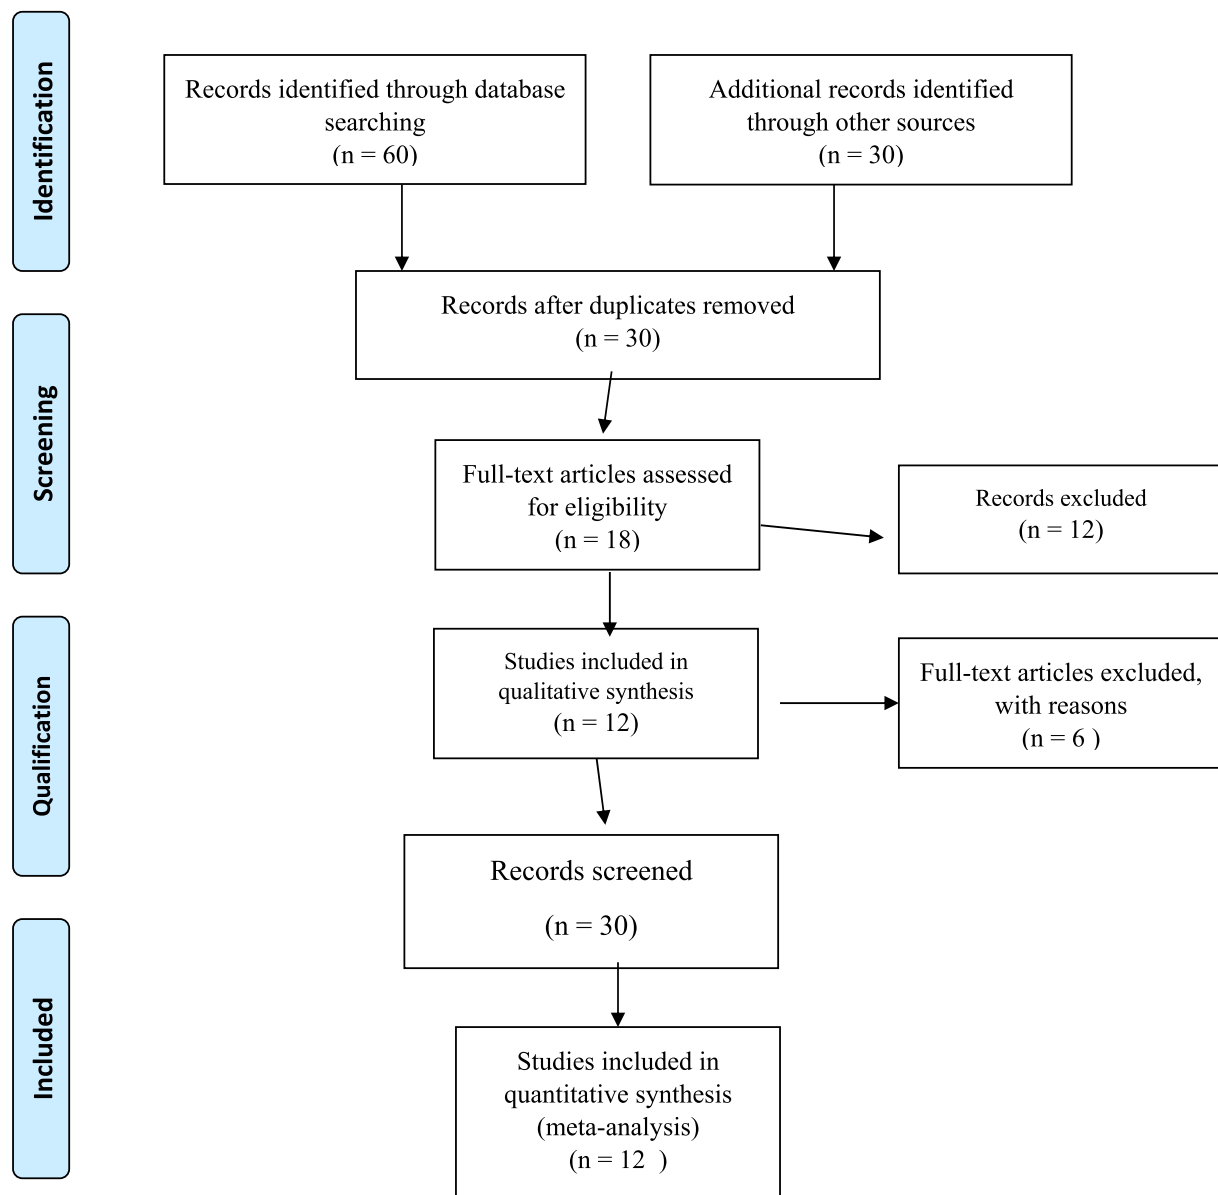 Identification
Records identified through database
searching
(n = 60)
Additional records identified
through other sources
(n = 30)
Records after duplicates removed
(n = 30)
Screening
Full-text articles assessed
for eligibility
(n = 18)
Records excluded
(n = 12)
Qualification
Studies included in
qualitative synthesis
(n = 12)
Full-text articles excluded,
with reasons
(n = 6 )
Records screened
(n = 30)
Included
Studies included in
quantitative synthesis
(meta-analysis)
(n = 12 )